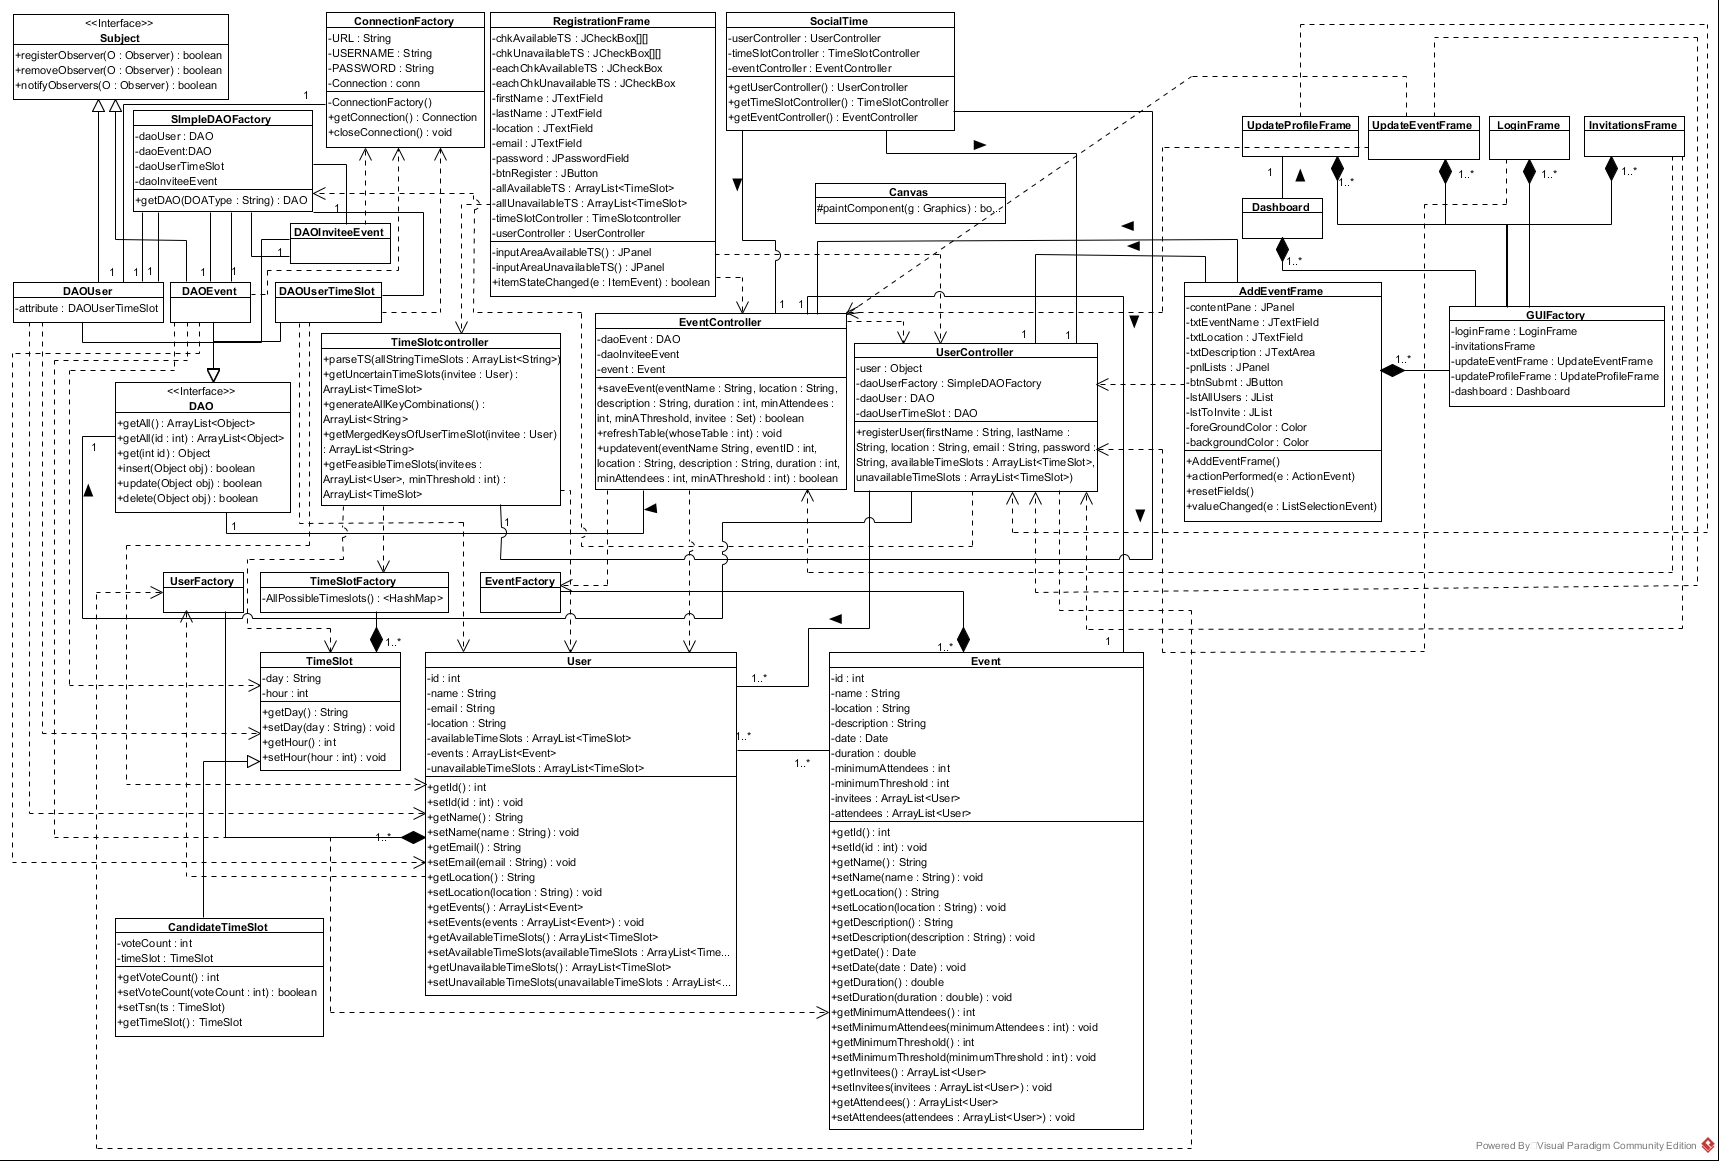 <<Interface>>
Subject
+registerObserver(O : Observer) : boolean
+removeObserver(O : Observer) : boolean
+notifyObservers(O : Observer) : boolean
ConnectionFactory
-URL : String
-USERNAME : String
-PASSWORD : String
-Connection : conn
-ConnectionFactory()
+getConnection() : Connection
+closeConnection() : void
RegistrationFrame
-chkAvailableTS : JCheckBox[][]
-chkUnavailableTS : JCheckBox[][]
-eachChkAvailableTS : JCheckBox
-eachChkUnavailableTS : JCheckBox
-firstName : JTextField
-lastName : JTextField
-location : JTextField
-email : JTextField
-password : JPasswordField
-btnRegister : JButton
-allAvailableTS : ArrayList<TimeSlot>
-allUnavailableTS : ArrayList<TimeSlot>
-timeSlotController : TimeSlotcontroller
-userController : UserController
-inputAreaAvailableTS() : JPanel
-inputAreaUnavailableTS() : JPanel
+itemStateChanged(e : ItemEvent) : boolean
SocialTime
-userController : UserController
-timeSlotController : TimeSlotController
-eventController : EventController
+getUserController() : UserController
+getTimeSlotController() : TimeSlotController
+getEventController() : EventController
SImpleDAOFactory
-daoUser : DAO
-daoEvent:DAO
-daoUserTimeSlot
-daoInviteeEvent
+getDAO(DOAType : String) : DAO
1
1
Canvas
#paintComponent(g : Graphics) : bo...
UpdateProfileFrame
UpdateEventFrame
LoginFrame
InvitationsFrame
1
1..*
1..*
1..*
1..*
Dashboard
1..*
DAOInviteeEvent
1
1
1
1
1
1
DAOUser
-attribute : DAOUserTimeSlot
DAOEvent
DAOUserTimeSlot
TimeSlotcontroller
+parseTS(allStringTimeSlots : ArrayList<String>)
+getUncertainTimeSlots(invitee : User) :
ArrayList<TimeSlot>
+generateAllKeyCombinations() :
ArrayList<String>
+getMergedKeysOfUserTimeSlot(invitee : User)
: ArrayList<String>
+getFeasibleTimeSlots(invitees :
ArrayList<User>, minThreshold : int) :
ArrayList<TimeSlot>
1
1
1
1
EventController
-daoEvent : DAO
-daoInviteeEvent
-event : Event
+saveEvent(eventName : String, location : String,
description : String, duration : int, minAttendees :
int, minAThreshold, invitee : Set) : boolean
+refreshTable(whoseTable : int) : void
+updatevent(eventName String, eventID : int,
location : String, description : String, duration : int,
minAttendees : int, minAThreshold : int) : boolean
UserController
-user : Object
-daoUserFactory : SimpleDAOFactory
-daoUser : DAO
-daoUserTimeSlot : DAO
+registerUser(firstName : String, lastName :
String, location : String, email : String, password :
String, availableTimeSlots : ArrayList<TimeSlot>,
unavailableTimeSlots : ArrayList<TimeSlot>)
AddEventFrame
-contentPane : JPanel
-txtEventName : JTextField
-txtLocation : JTextField
-txtDescription : JTextArea
-pnlLists : JPanel
-btnSubmt : JButton
-lstAllUsers : JList
-lstToInvite : JList
-foreGroundColor : Color
-backgroundColor : Color
+AddEventFrame()
+actionPerformed(e : ActionEvent)
+resetFields()
+valueChanged(e : ListSelectionEvent)
1..*
GUIFactory
-loginFrame : LoginFrame
-invitationsFrame
-updateEventFrame : UpdateEventFrame
-updateProfileFrame : UpdateProfileFrame
-dashboard : Dashboard
<<Interface>>
DAO
+getAll() : ArrayList<Object>
+getAll(id : int) : ArrayList<Object>
+get(int id) : Object
+insert(Object obj) : boolean
+update(Object obj) : boolean
+delete(Object obj) : boolean
1
1
1
UserFactory
TimeSlotFactory
-AllPossibleTimeslots() : <HashMap>
EventFactory
1..*
1..*
1
TimeSlot
-day : String
-hour : int
+getDay() : String
+setDay(day : String) : void
+getHour() : int
+setHour(hour : int) : void
User
-id : int
-name : String
-email : String
-location : String
-availableTimeSlots : ArrayList<TimeSlot>
-events : ArrayList<Event>
-unavailableTimeSlots : ArrayList<TimeSlot>
+getId() : int
+setId(id : int) : void
+getName() : String
+setName(name : String) : void
+getEmail() : String
+setEmail(email : String) : void
+getLocation() : String
+setLocation(location : String) : void
+getEvents() : ArrayList<Event>
+setEvents(events : ArrayList<Event>) : void
+getAvailableTimeSlots() : ArrayList<TimeSlot>
+setAvailableTimeSlots(availableTimeSlots : ArrayList<Time...
+getUnavailableTimeSlots() : ArrayList<TimeSlot>
+setUnavailableTimeSlots(unavailableTimeSlots : ArrayList<...
1..*
1..*
1..*
1..*
Event
-id : int
-name : String
-location : String
-description : String
-date : Date
-duration : double
-minimumAttendees : int
-minimumThreshold : int
-invitees : ArrayList<User>
-attendees : ArrayList<User>
+getId() : int
+setId(id : int) : void
+getName() : String
+setName(name : String) : void
+getLocation() : String
+setLocation(location : String) : void
+getDescription() : String
+setDescription(description : String) : void
+getDate() : Date
+setDate(date : Date) : void
+getDuration() : double
+setDuration(duration : double) : void
+getMinimumAttendees() : int
+setMinimumAttendees(minimumAttendees : int) : void
+getMinimumThreshold() : int
+setMinimumThreshold(minimumThreshold : int) : void
+getInvitees() : ArrayList<User>
+setInvitees(invitees : ArrayList<User>) : void
+getAttendees() : ArrayList<User>
+setAttendees(attendees : ArrayList<User>) : void
CandidateTimeSlot
-voteCount : int
-timeSlot : TimeSlot
+getVoteCount() : int
+setVoteCount(voteCount : int) : boolean
+setTsn(ts : TimeSlot)
+getTimeSlot() : TimeSlot
Powered By Visual Paradigm Community Edition